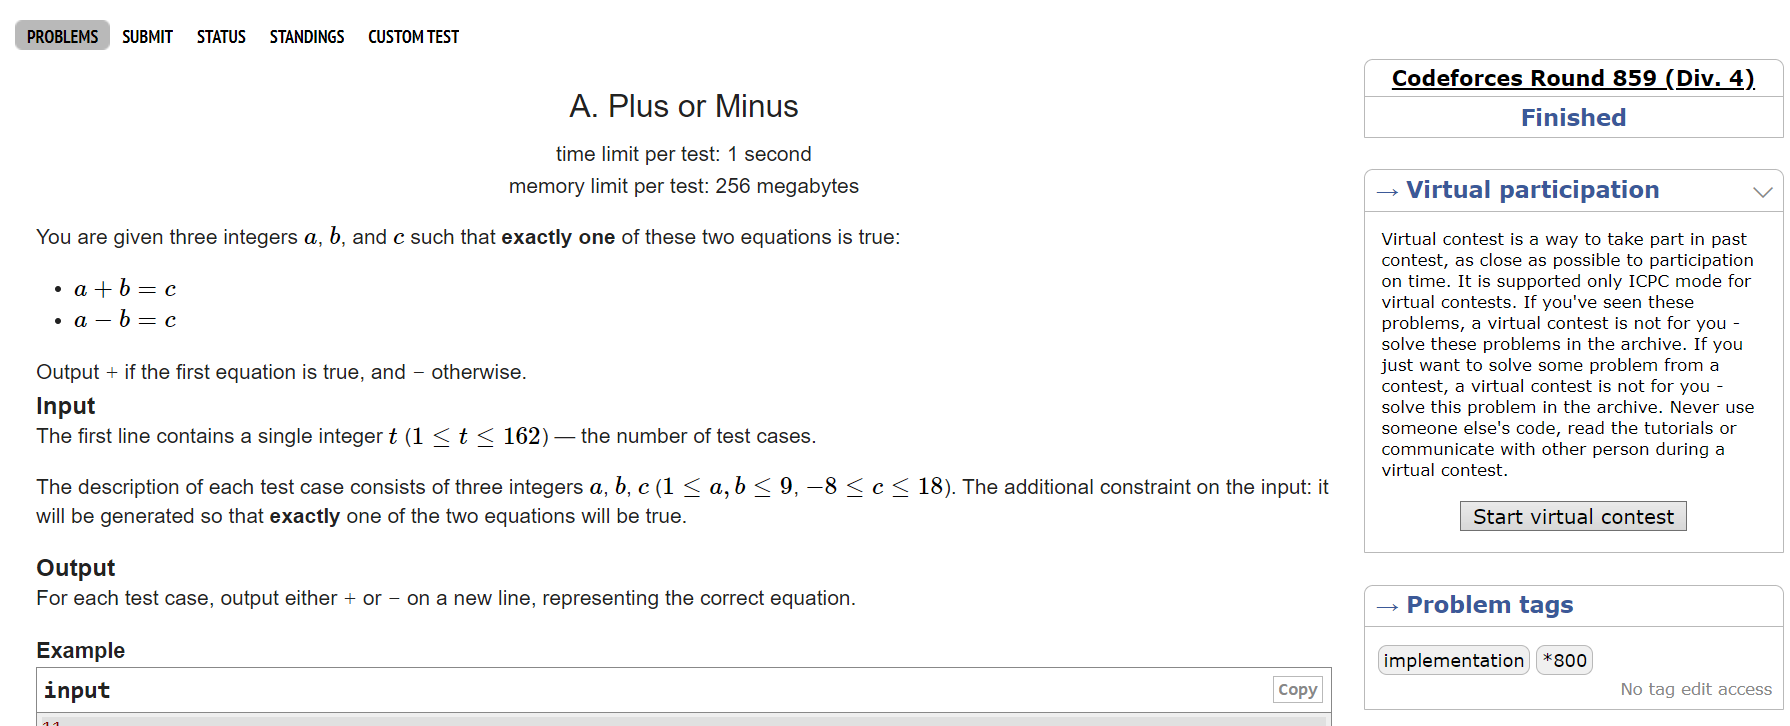 PROBLEMS SUBMIT STATUS STANDINGS CUSTOM TEST
A. Plus or Minus
time limit per test: 1 second
memory limit per test: 256 megabytes
You are given three integers a, b, and c such that exactly one of these two equations is true:
• a + b = c
• a − b = c
Output + if the first equation is true, and − otherwise.
Input
The first line contains a single integer t (1 ≤ t ≤ 162) — the number of test cases.
The description of each test case consists of three integers a, b, c (1 ≤ a, b ≤ 9, −8 ≤ c ≤ 18). The additional constraint on the input: it
will be generated so that exactly one of the two equations will be true.
Output
For each test case, output either + or − on a new line, representing the correct equation.
Example
input
Copy
11
Codeforces Round 859 (Div. 4)
Finished
→ Virtual participation
Virtual contest is a way to take part in past
contest, as close as possible to participation
on time. It is supported only ICPC mode for
virtual contests. If you've seen these
problems, a virtual contest is not for you -
solve these problems in the archive. If you
just want to solve some problem from a
contest, a virtual contest is not for you -
solve this problem in the archive. Never use
someone else's code, read the tutorials or
communicate with other person during a
virtual contest.
Start virtual contest
→ Problem tags
implementation *800
No tag edit access